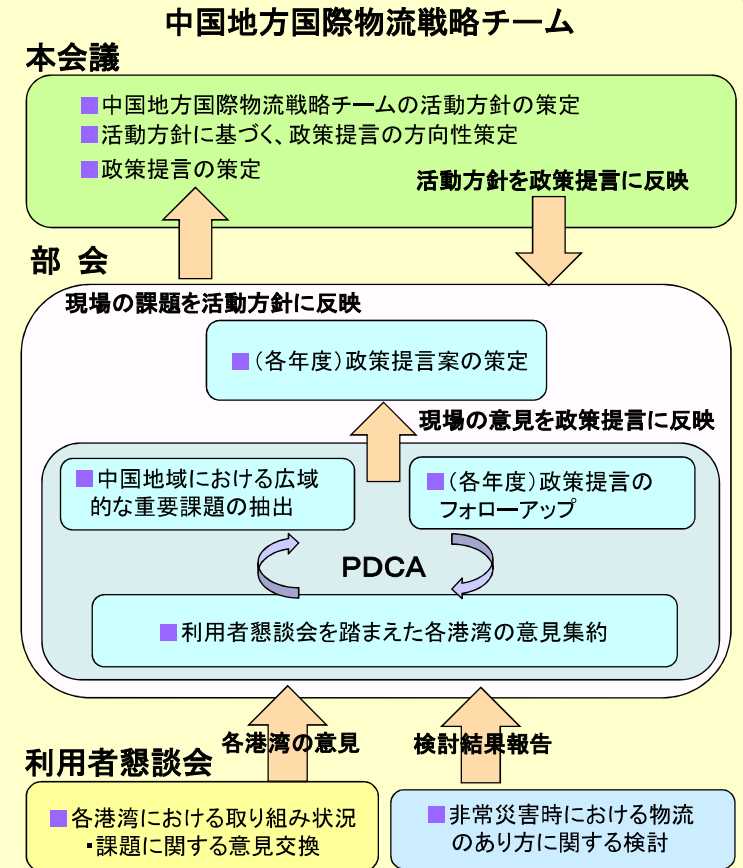 中国地方国際物流戦略チーム
本会議
■中国地方国際物流戦略チームの活動方針の策定
■活動方針に基づく、政策提言の方向性策定
■政策提言の策定
活動方針を政策提言に反映
部 会
現場の課題を活動方針に反映
■(各年度)政策提言案の策定
現場の意見を政策提言に反映
■中国地域における広域
的な重要課題の抽出
■(各年度)政策提言の
フォローアップ
PDCA
■利用者懇談会を踏まえた各港湾の意見集約
各港湾の意見
検討結果報告
利用者懇談会
■各港湾における取り組み状況
・課題に関する意見交換
■非常災害時における物流
のあり方に関する検討